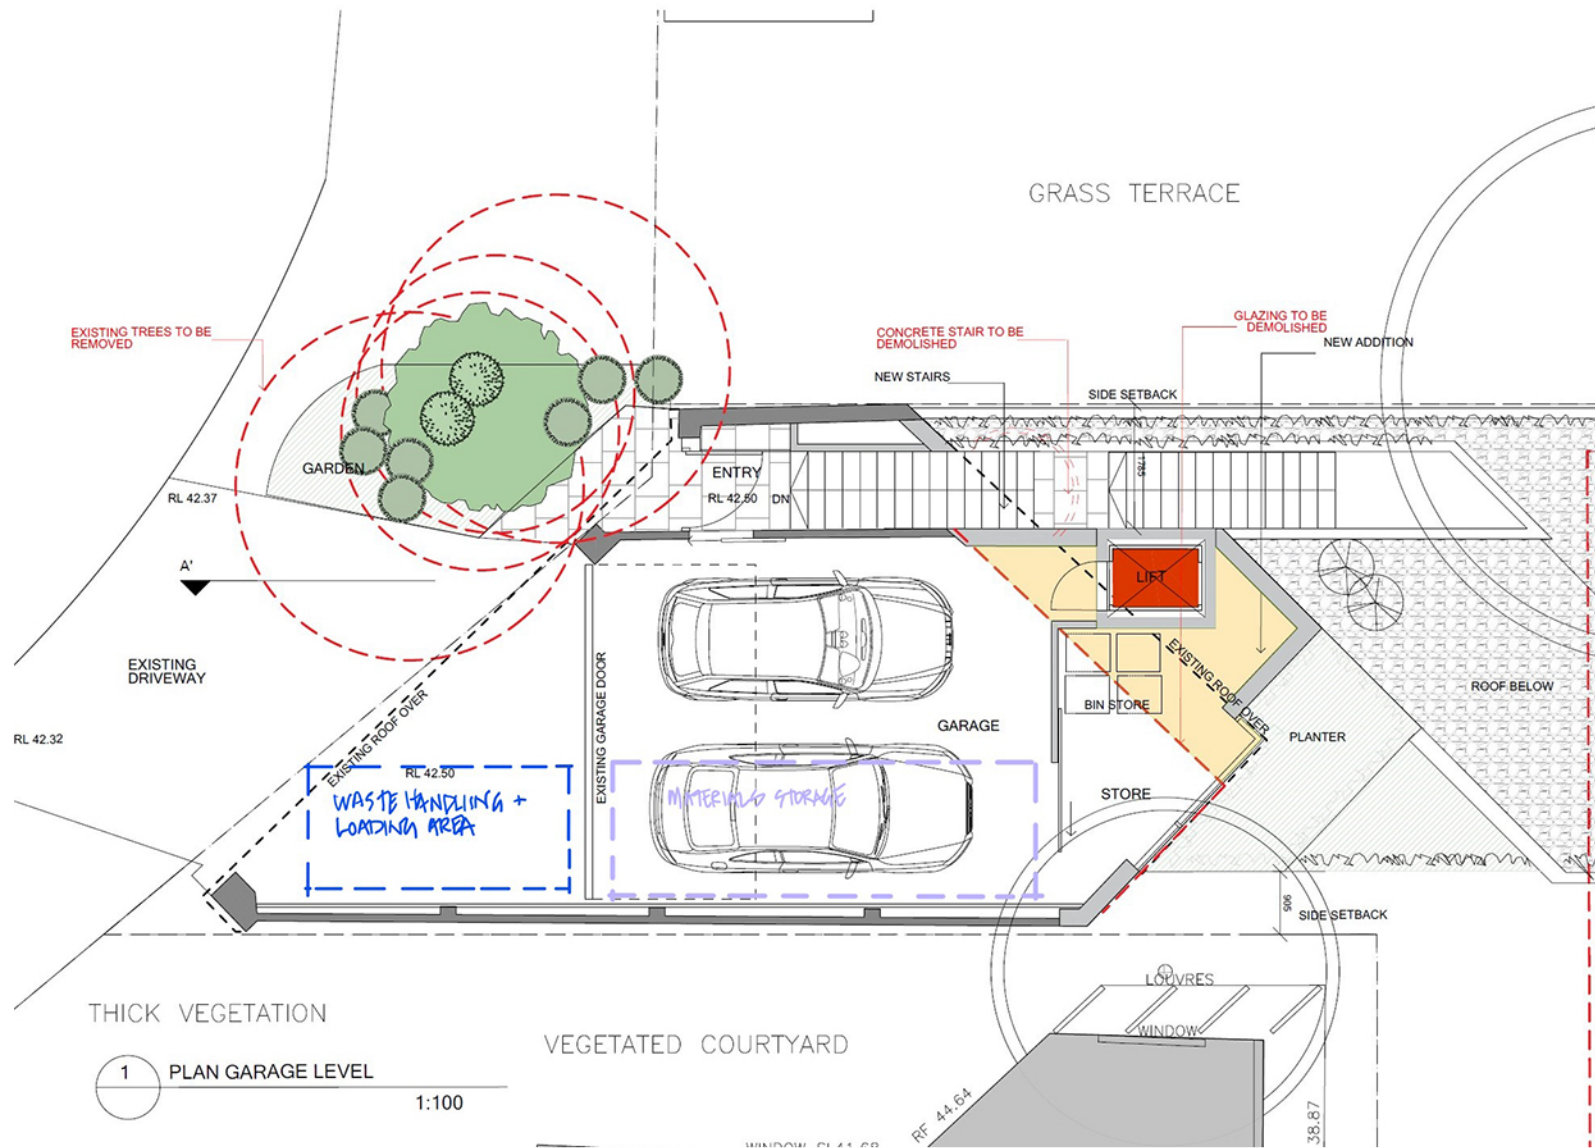 GRASS TERRACE
EXISTING TREES TO BE
REMOVED
CONCRETE STAIR TO BE
DEMOLISHED
GLAZING TO BE
DEMOLISHED
NEW ADDITION
NEW STAIRS
SIDE SETBACK
GARDEN
RL 42.37
ENTRY
RL 42.50
DN
1785
A'
LIFT
EXISTING
DRIVEWAY
EXISTING GARAGE DOOR
EXISTING ROOF OVER
EXISTING ROOF OVER
ROOF BELOW
BIN STORE
GARAGE
PLANTER
RL 42.32
RL 42.50
WASTE HANDLING +
LOADING AREA
MATERIALS STORAGE
STORE
905
SIDE SETBACK
LOUVRES
WINDOW
THICK VEGETATION
VEGETATED COURTYARD
1
PLAN GARAGE LEVEL
1:100
RF 44.64
38.87